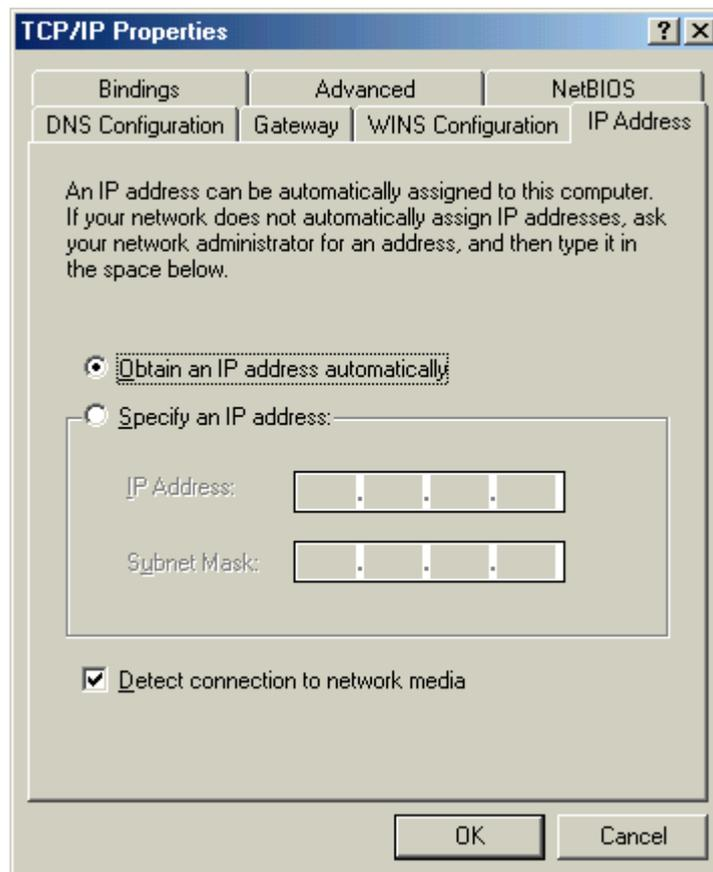 TCP/IP Properties
Bindings
Advanced
NetBIOS
DNS Configuration
Gateway
WINS Configuration
IP Address
An IP address can be automatically assigned to this computer.
If your network does not automatically assign IP addresses, ask
your network administrator for an address, and then type it in
the space below.
Obtain an IP address automatically
Specify an IP address:
IP Address:
Subnet Mask:
Detect connection to network media
OK
Cancel